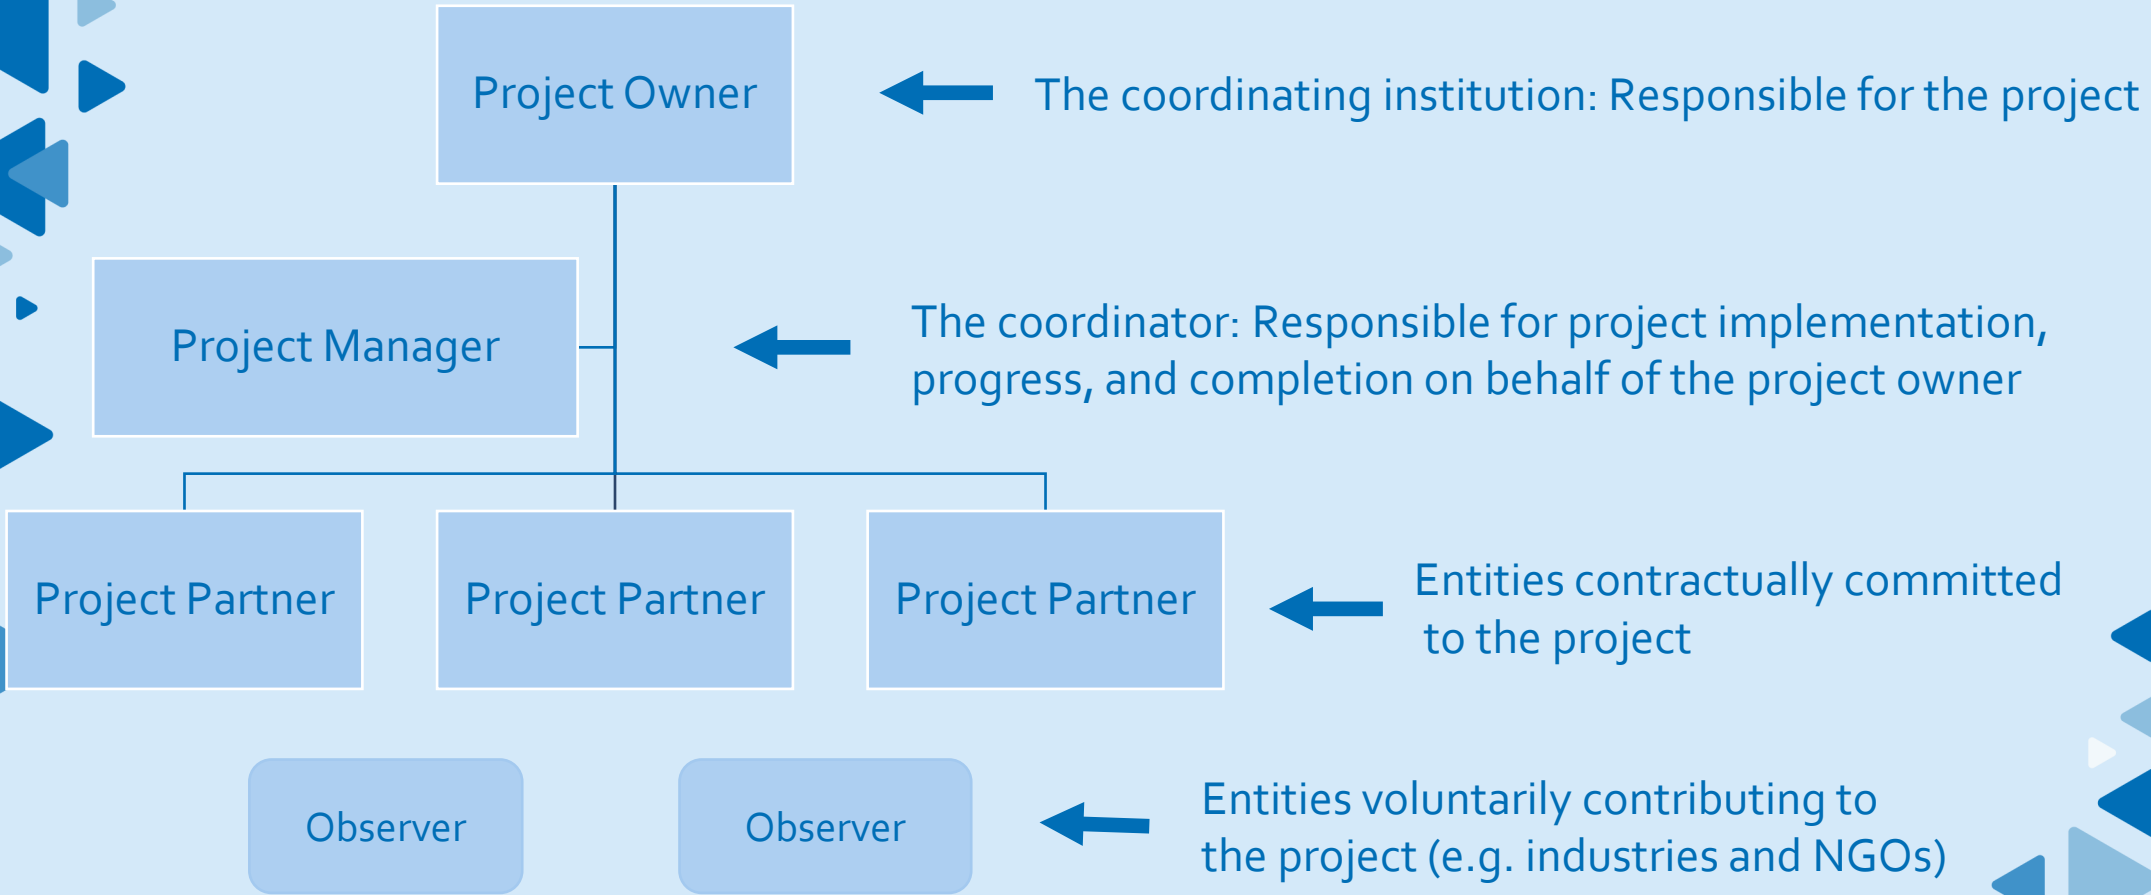 Project Owner
The coordinating institution: Responsible for the project
Project Manager
The coordinator: Responsible for project implementation,
progress, and completion on behalf of the project owner
Project Partner
Project Partner
Project Partner
Entities contractually committed
to the project
Observer
Observer
Entities voluntarily contributing to
the project (e.g. industries and NGOs)